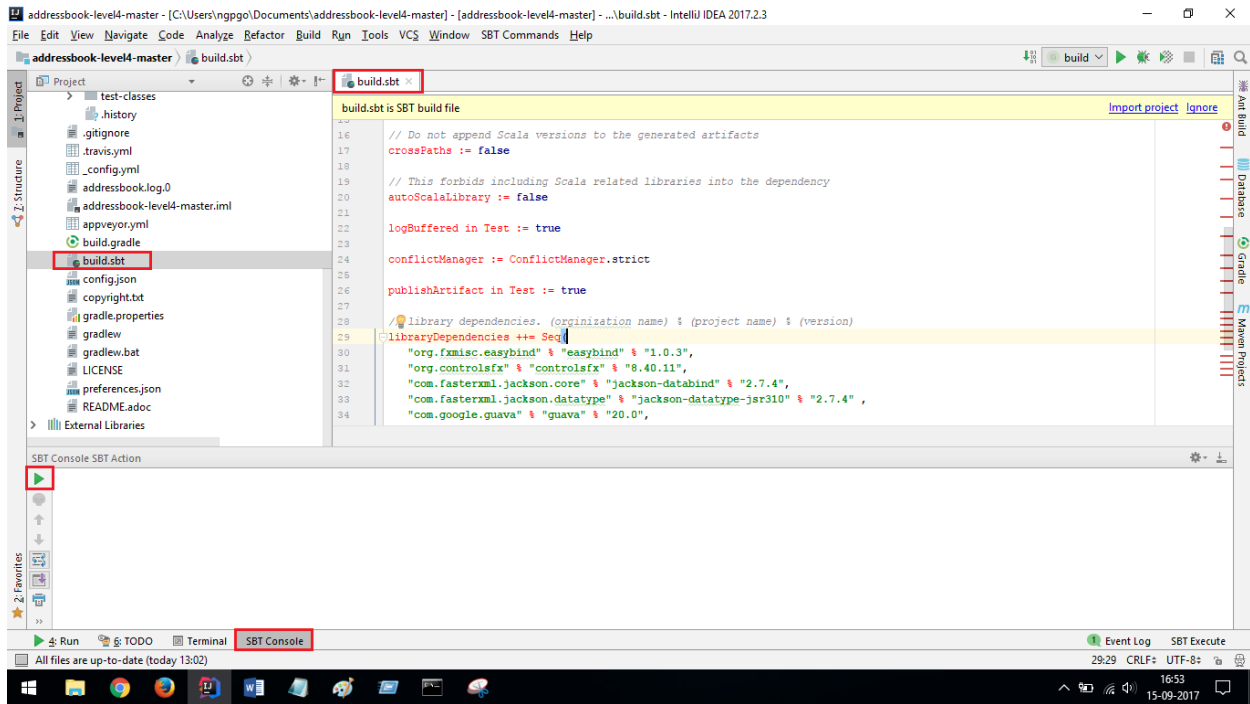 addressbook-level4-master - [C:\Users\ngpgo\Documents\addressbook-level4-master] - [addressbook-level4-master] - ...\build.sbt - IntelliJ IDEA 2017.2.3
File Edit View Navigate Code Analyze Refactor Build Run Tools VCS Window SBT Commands Help
addressbook-level4-master build.sbt
build
1: Project
Z: Structure
2: Favorites
Project
test-classes
.history
.gitignore
.travis.yml
_config.yml
addressbook.log.0
addressbook-level4-master.iml
appveyor.yml
build.gradle
build.sbt
config.json
copyright.txt
gradle.properties
gradlew
gradlew.bat
LICENSE
preferences.json
README.adoc
External Libraries
build.sbt
build.sbt is SBT build file
Import project Ignore
16 // Do not append Scala versions to the generated artifacts
17 crossPaths := false
18
19 // This forbids including Scala related libraries into the dependency
20 autoScalaLibrary := false
21
22 logBuffered in Test := true
23
24 conflictManager := ConflictManager.strict
25
26 publishArtifact in Test := true
27
28 / library dependencies. (orginization name) % (project name) % (version)
29 libraryDependencies ++= Seq(
30 "org.fxmisc.easybind" % "easybind" % "1.0.3",
31 "org.controlsfx" % "controlsfx" % "8.40.11",
32 "com.fasterxml.jackson.core" % "jackson-databind" % "2.7.4",
33 "com.fasterxml.jackson.datatype" % "jackson-datatype-jsr310" % "2.7.4" ,
34 "com.google.guava" % "guava" % "20.0",
Ant Build
Database
Gradle
Maven Projects
SBT Console SBT Action
4: Run 6: TODO Terminal SBT Console
1 Event Log SBT Execute
All files are up-to-date (today 13:02)
29:29 CRLF UTF-8
16:53
15-09-2017